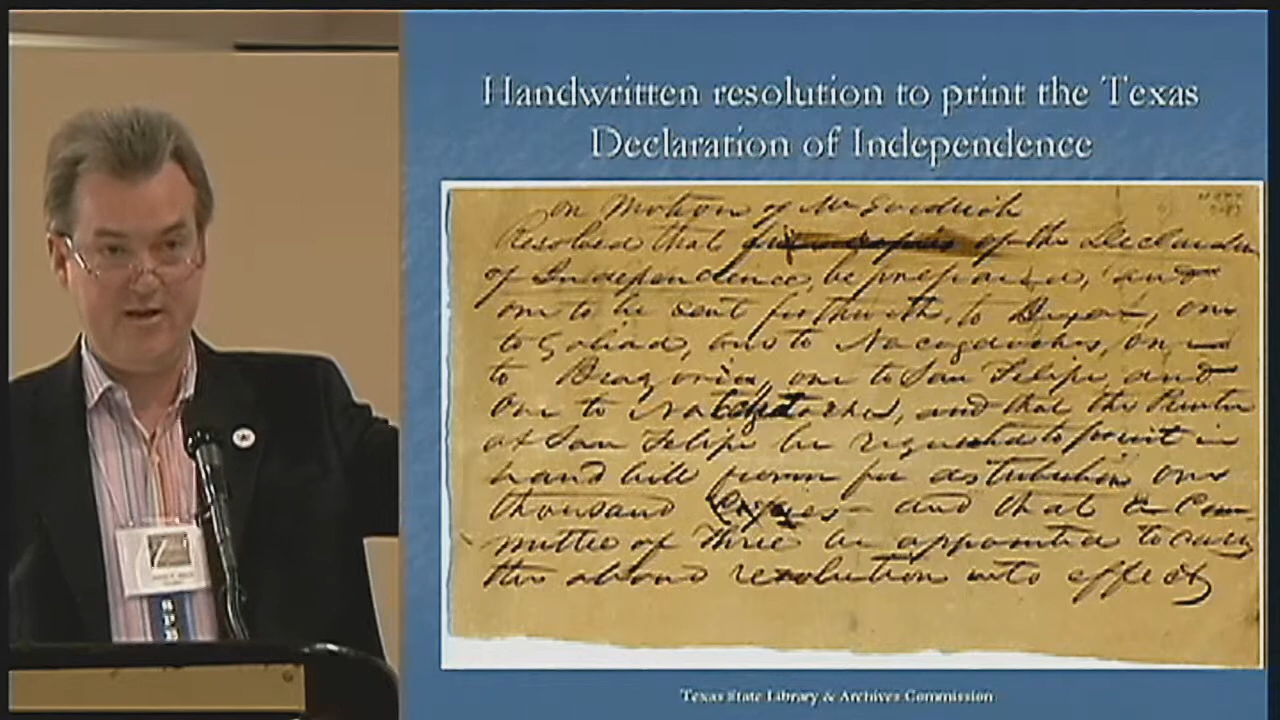 Handwritten resolution to print the Texas
Declaration of Independence
on Motion of Mr Goodrich
Resolved that of the Declaration
of Independence, be prepared, and
one to be sent forthwith, to Bexar, one
to Goliad, one to Nacogdoches, one
to Brazoria, one to San Felipe, and
one to Natchitoches, and that the Printer
at San Felipe be requested to print in
hand bill form for distribution one
thousand Copies - and that a Com
mittee of three be appointed to carry
the above resolution into effect
Texas State Library & Archives Commission